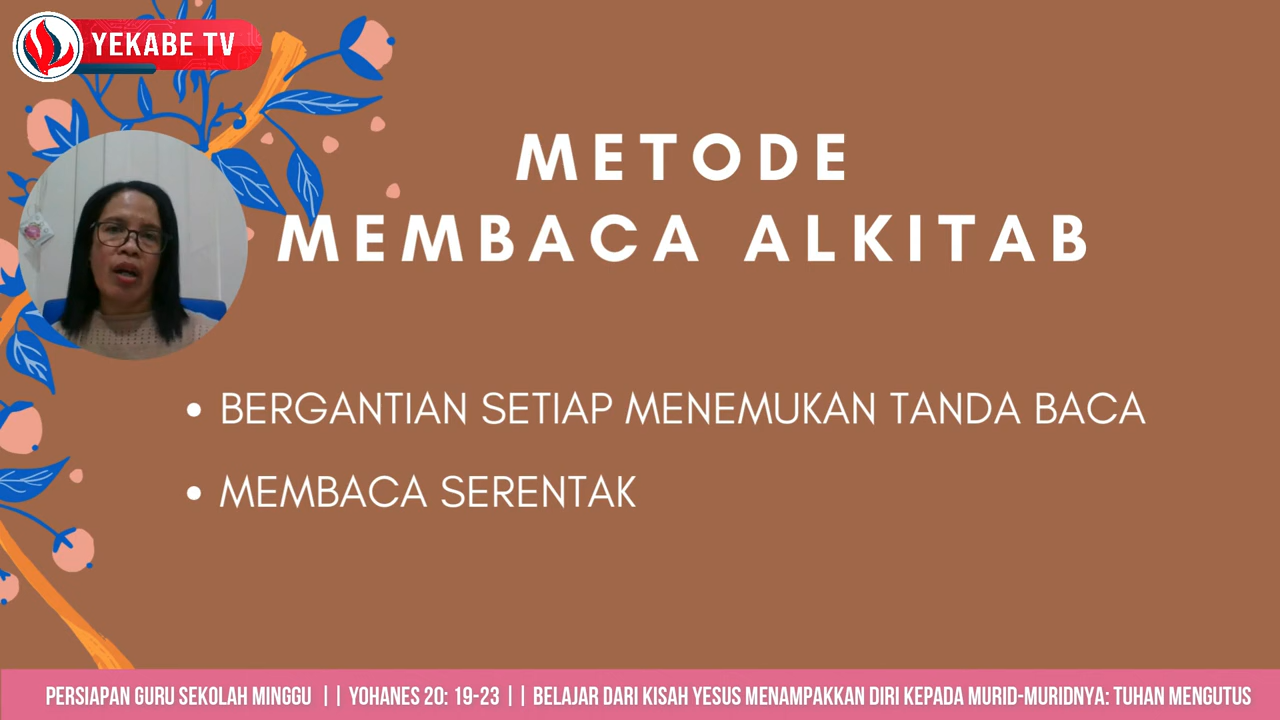 YEKABE TV
METODE
MEMBACA ALKITAB
• BERGANTIAN SETIAP MENEMUKAN TANDA BACA
• MEMBACA SERENTAK
PERSIAPAN GURU SEKOLAH MINGGU || YOHANES 20: 19-23 || BELAJAR DARI KISAH YESUS MENAMPAKKAN DIRI KEPADA MURID-MURIDNYA: TUHAN MENGUTUS